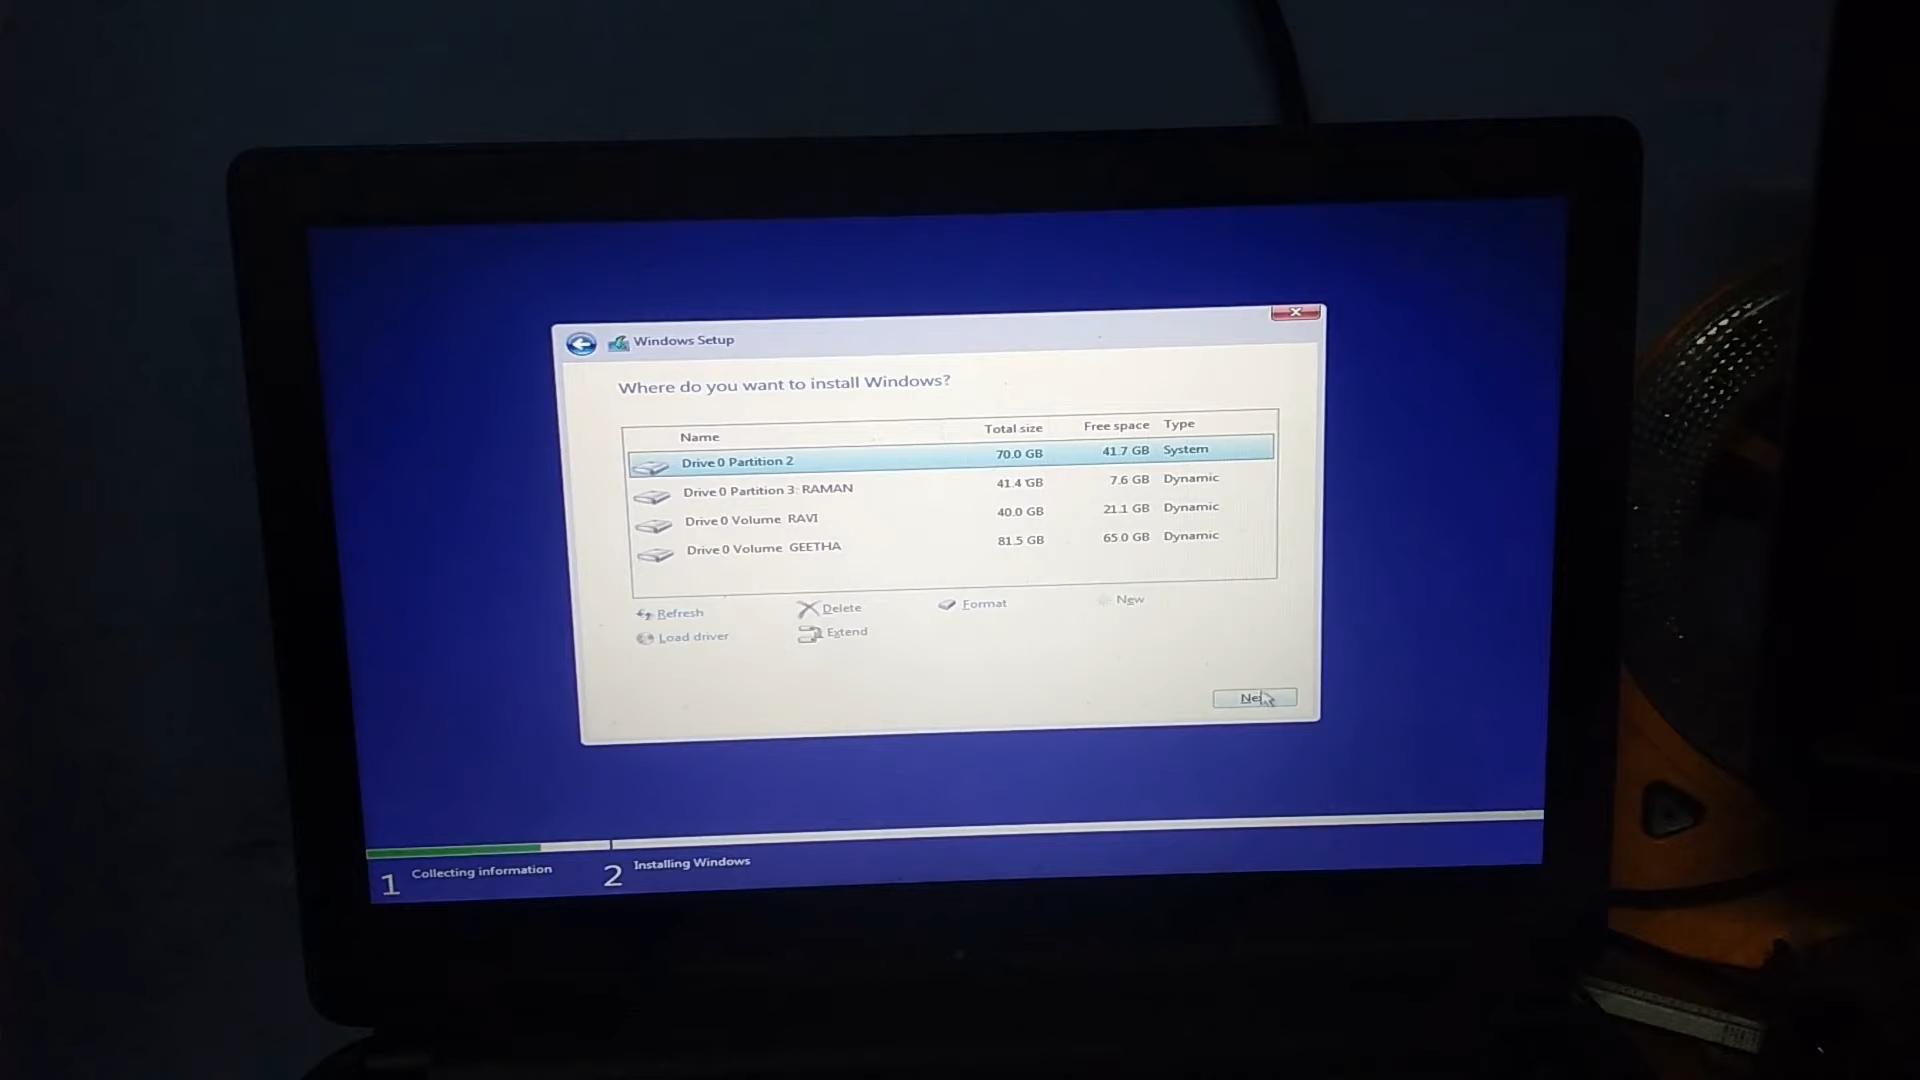 Windows Setup
Where do you want to install Windows?
Name Total size Free space Type
Drive 0 Partition 2 70.0 GB 41.7 GB System
Drive 0 Partition 3: RAMAN 41.4 GB 7.6 GB Dynamic
Drive 0 Volume RAVI 40.0 GB 21.1 GB Dynamic
Drive 0 Volume GEETHA 81.5 GB 65.0 GB Dynamic
Refresh Delete Format New
Load driver Extend
1 Collecting information 2 Installing Windows